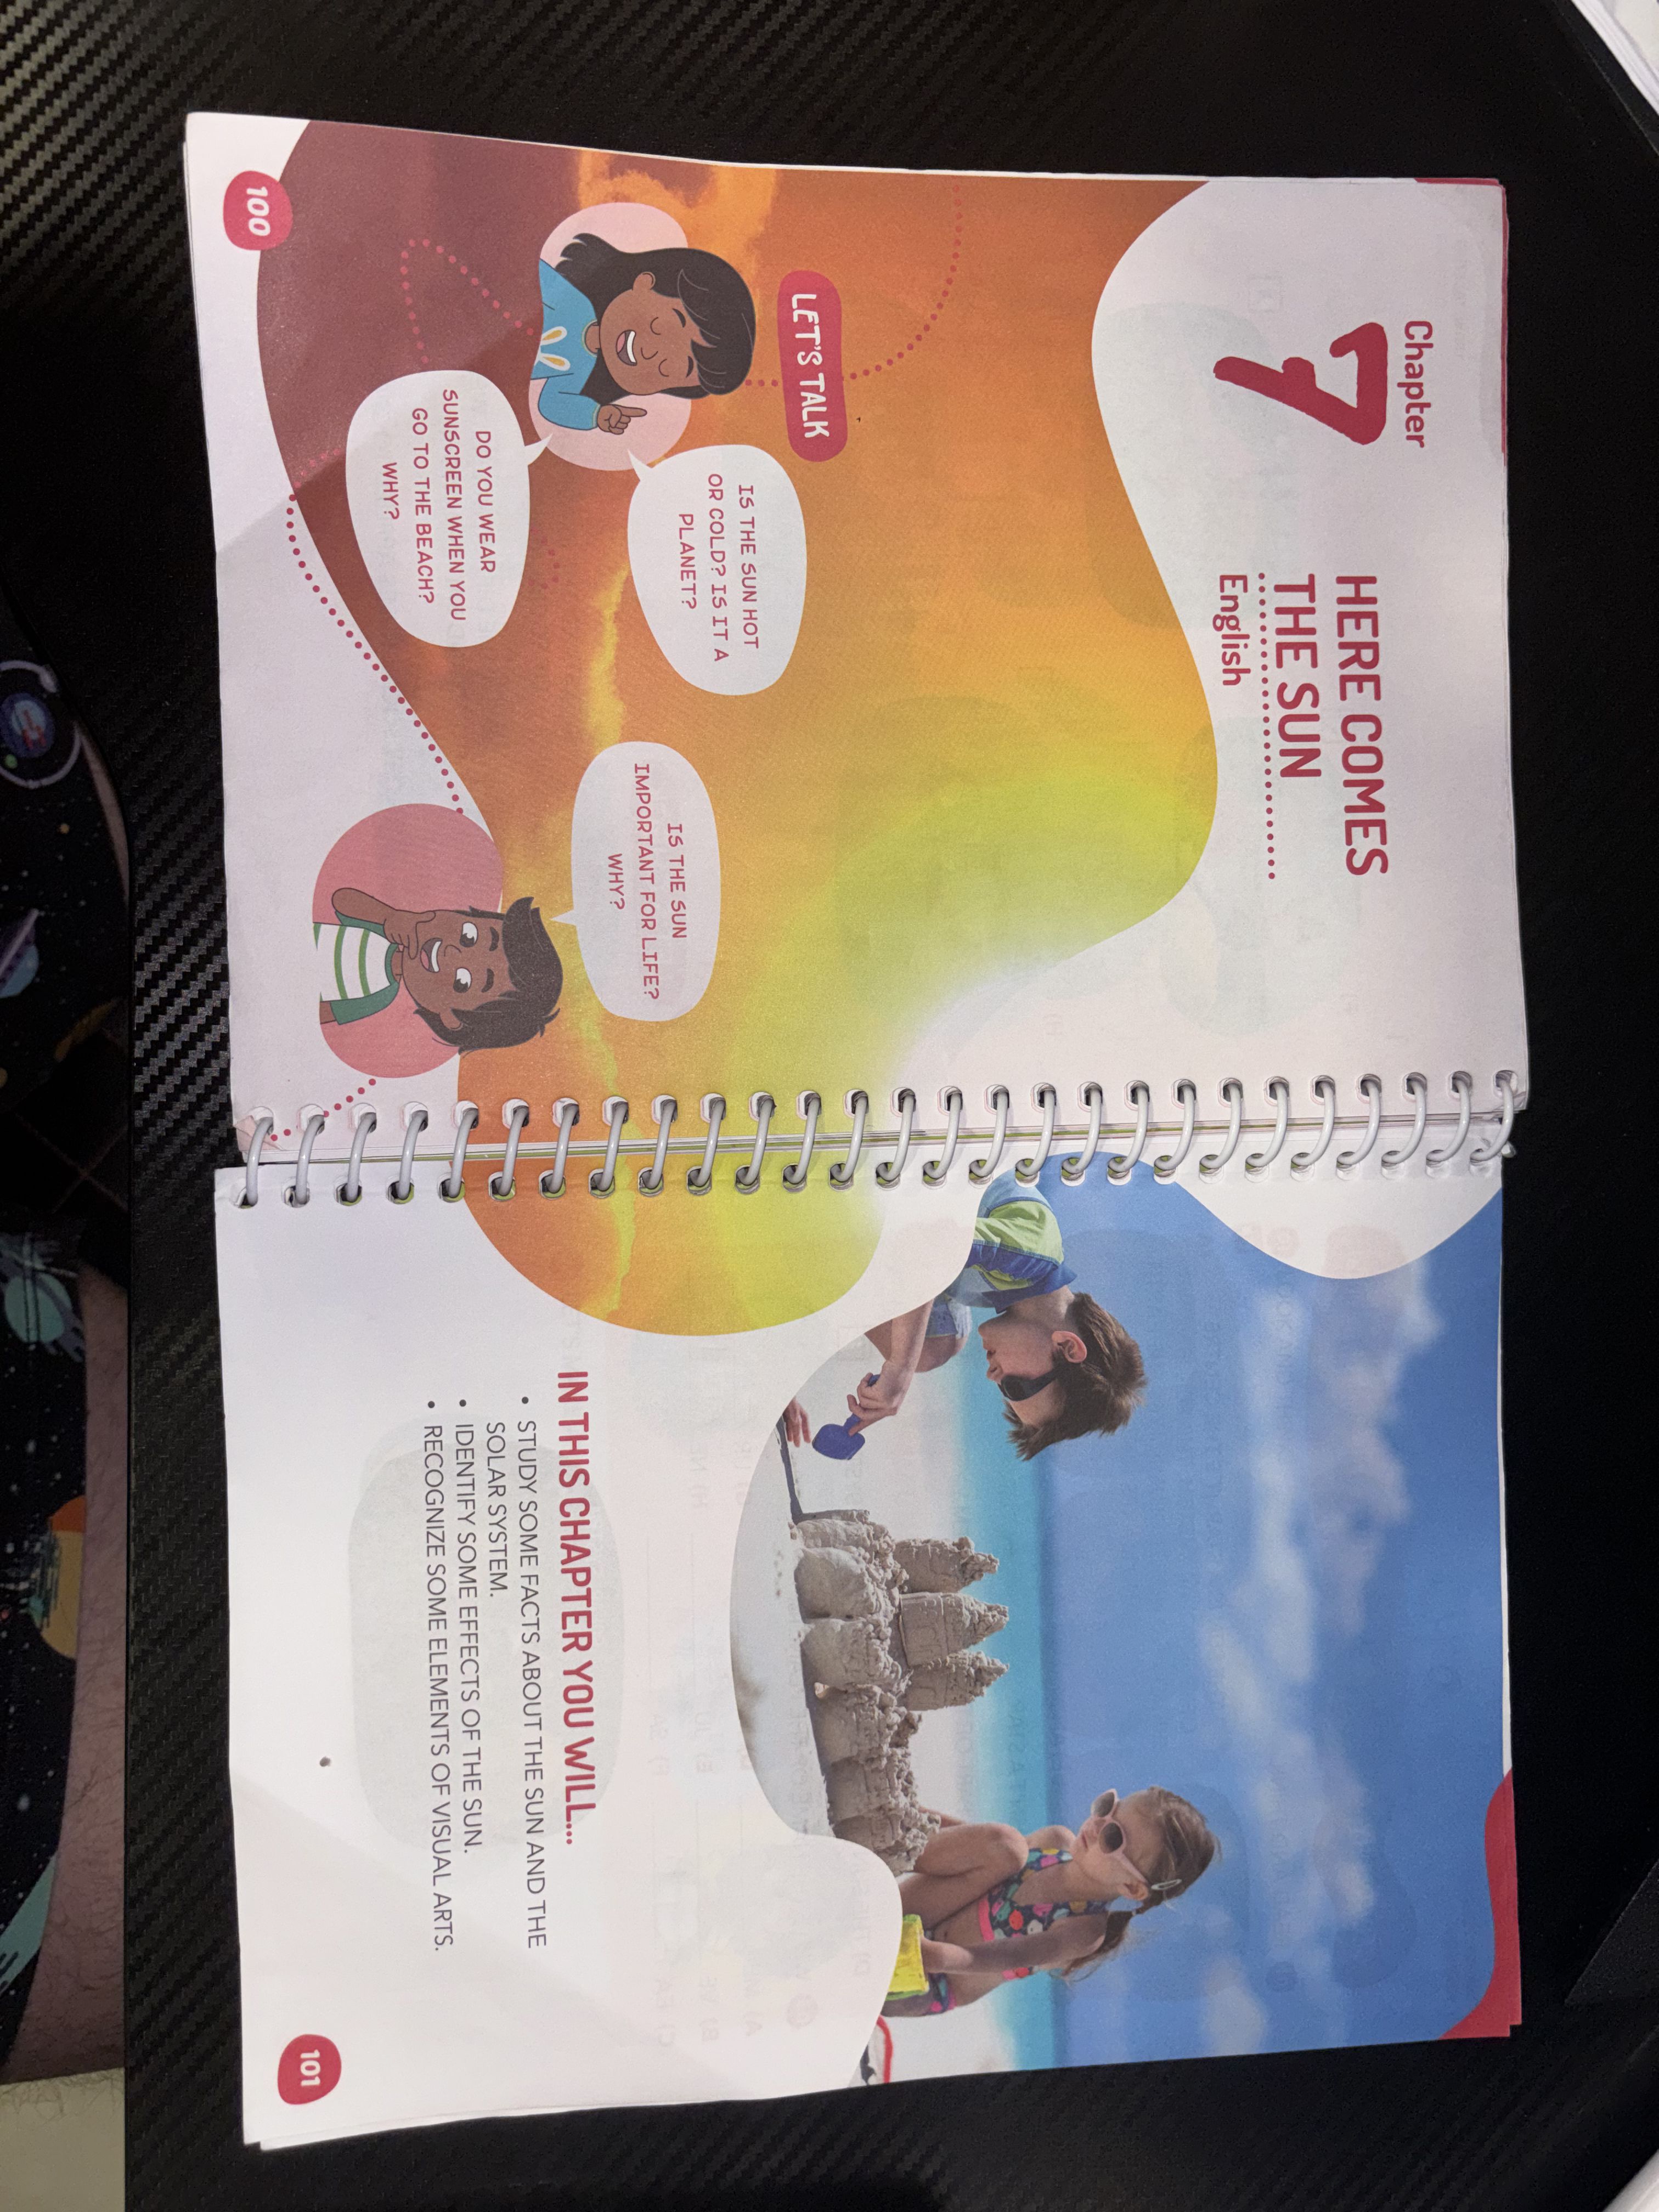 Chapter
7
HERE COMES
THE SUN
English
LET'S TALK
IS THE SUN HOT
OR COLD? IS IT A
PLANET?
DO YOU WEAR
SUNSCREEN WHEN YOU
GO TO THE BEACH?
WHY?
IS THE SUN
IMPORTANT FOR LIFE?
WHY?
100
IN THIS CHAPTER YOU WILL...
• STUDY SOME FACTS ABOUT THE SUN AND THE
SOLAR SYSTEM.
• IDENTIFY SOME EFFECTS OF THE SUN.
• RECOGNIZE SOME ELEMENTS OF VISUAL ARTS.
101